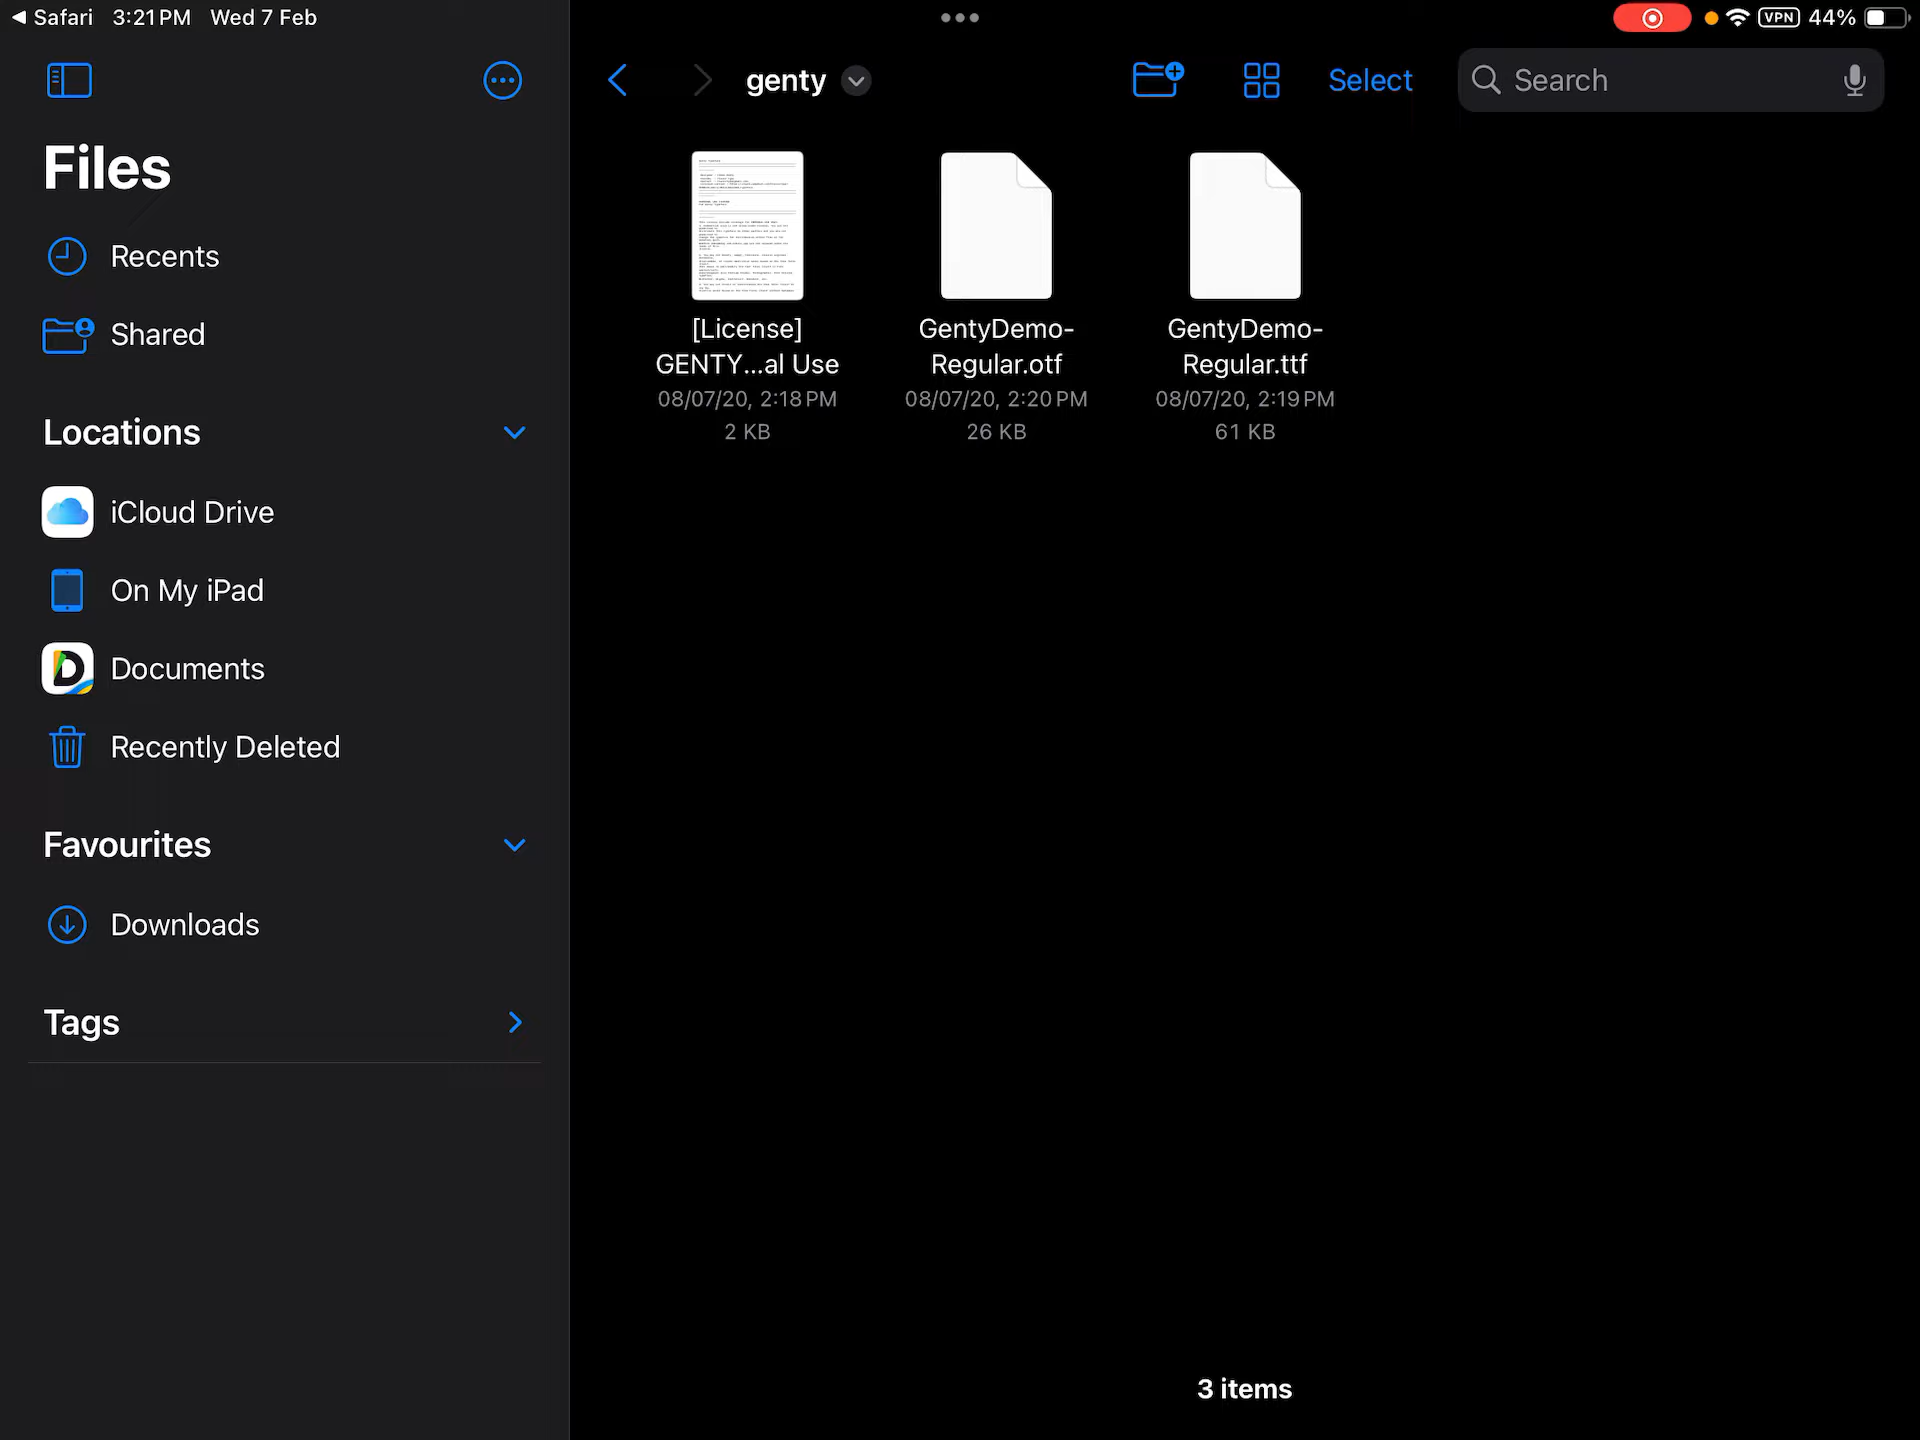 Safari 3:21 PM Wed 7 Feb
VPN 44%
genty
Select
Search
Files
Recents
Shared
Locations
iCloud Drive
On My iPad
Documents
Recently Deleted
Favourites
Downloads
Tags
[License]
GENTY...al Use
08/07/20, 2:18 PM
2 KB
GentyDemo-
Regular.otf
08/07/20, 2:20 PM
26 KB
GentyDemo-
Regular.ttf
08/07/20, 2:19 PM
61 KB
3 items